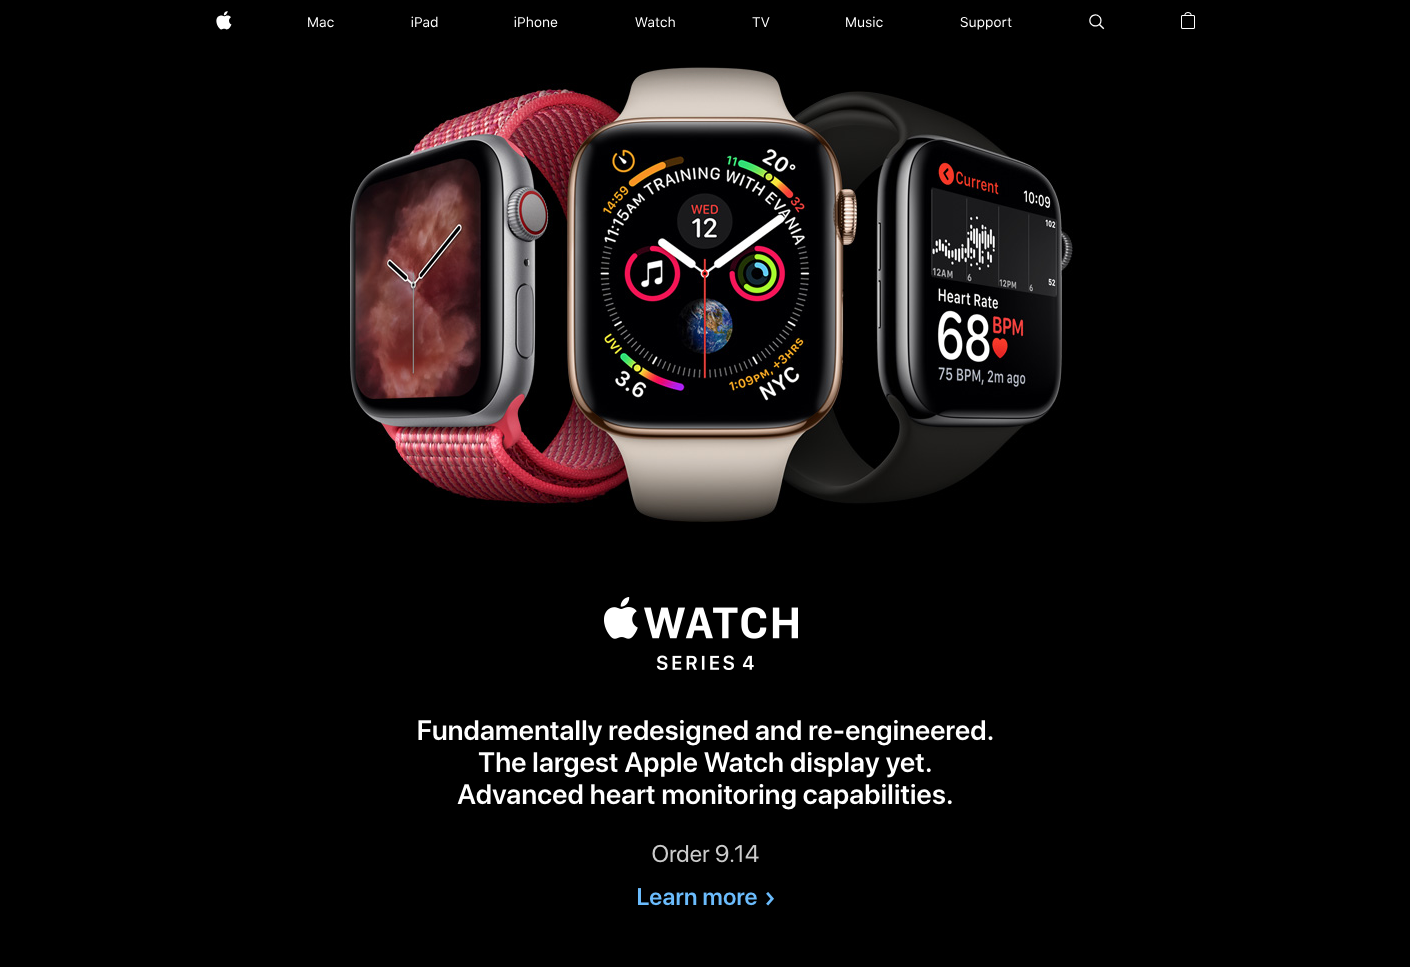 Mac iPad iPhone Watch TV Music Support
14:59
11:15AM TRAINING WITH EVANIA
11 20° 32
WED
12
UVI
3.6
1:09PM, +3HRS
NYC
Current
10:09
102
52
12AM 6 12PM 6
Heart Rate
68 BPM
75 BPM, 2m ago
WATCH
SERIES 4
Fundamentally redesigned and re-engineered.
The largest Apple Watch display yet.
Advanced heart monitoring capabilities.
Order 9.14
Learn more >